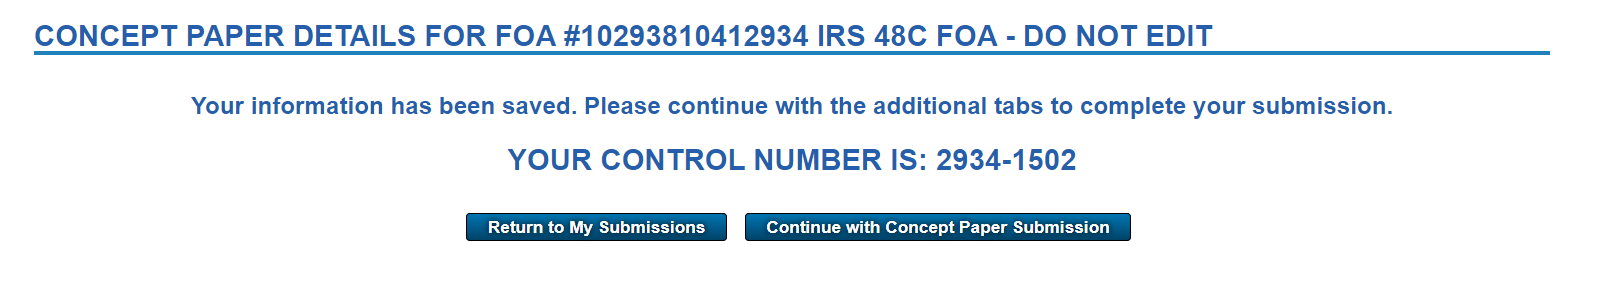 CONCEPT PAPER DETAILS FOR FOA #10293810412934 IRS 48C FOA - DO NOT EDIT
Your information has been saved. Please continue with the additional tabs to complete your submission.
YOUR CONTROL NUMBER IS: 2934-1502
Return to My Submissions
Continue with Concept Paper Submission